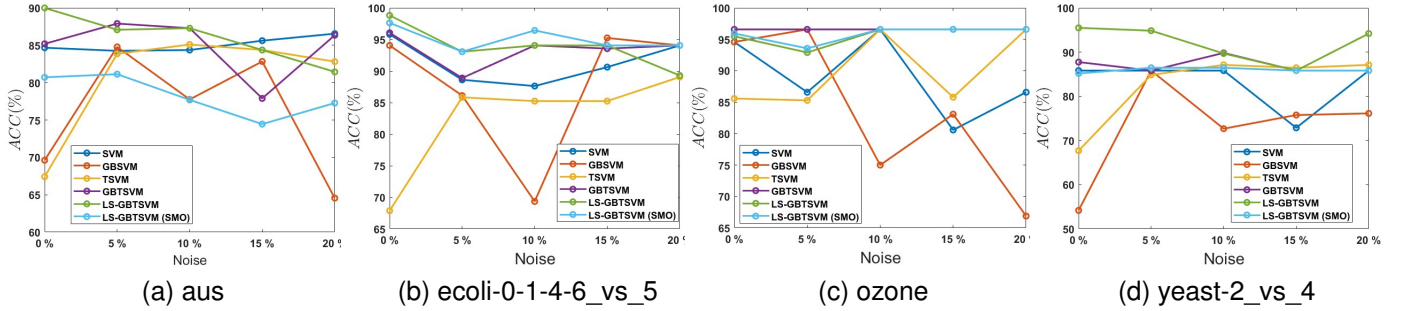 ACC(%)
90
85
80
75
70
65
60
SVM
GBSVM
TSVM
GBTSVM
LS-GBTSVM
LS-GBTSVM (SMO)
0 % 5 % 10 % 15 % 20 %
Noise
(a) aus
ACC(%)
100
95
90
85
80
75
70
65
SVM
GBSVM
TSVM
GBTSVM
LS-GBTSVM
LS-GBTSVM (SMO)
0 % 5 % 10 % 15 % 20 %
Noise
(b) ecoli-0-1-4-6_vs_5
ACC(%)
100
95
90
85
80
75
70
65
SVM
GBSVM
TSVM
GBTSVM
LS-GBTSVM
LS-GBTSVM (SMO)
0 % 5 % 10 % 15 % 20 %
Noise
(c) ozone
ACC(%)
100
90
80
70
60
50
SVM
GBSVM
TSVM
GBTSVM
LS-GBTSVM
LS-GBTSVM (SMO)
0 % 5 % 10 % 15 % 20 %
Noise
(d) yeast-2_vs_4